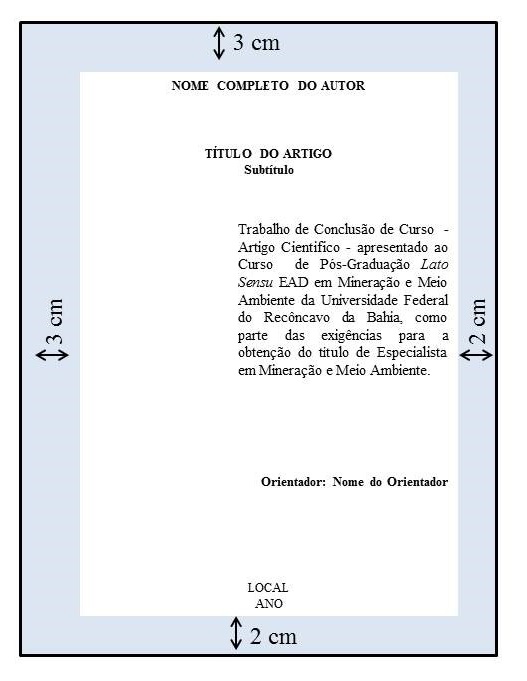 3 cm
NOME COMPLETO DO AUTOR
TÍTULO DO ARTIGO
Subtítulo
Trabalho de Conclusão de Curso -
Artigo Cientifico - apresentado ao
Curso de Pós-Graduação Lato
Sensu EAD em Mineração e Meio
Ambiente da Universidade Federal
do Recôncavo da Bahia, como
parte das exigências para a
obtenção do titulo de Especialista
em Mineração e Meio Ambiente.
3 cm
2 cm
Orientador: Nome do Orientador
LOCAL
ANO
2 cm